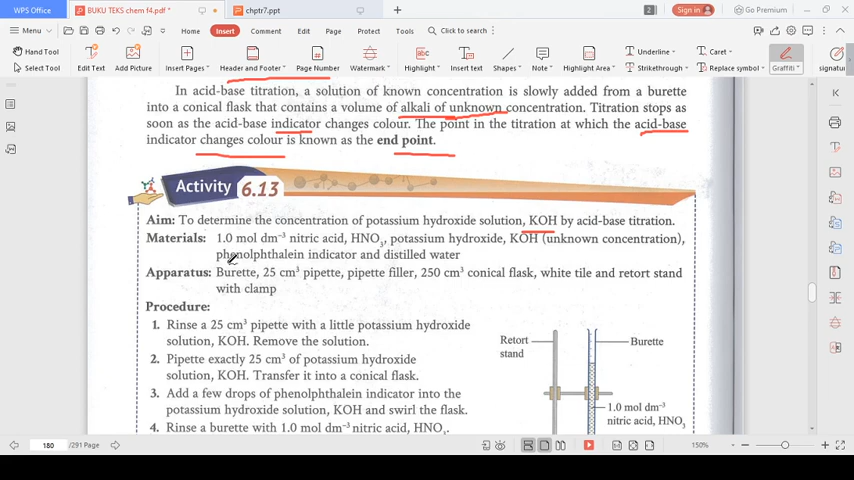 WPS Office
BUKU TEKS chem f4.pdf *
chptr7.ppt
+
2
Sign in
Go Premium
Menu
Home
Insert
Comment
Edit
Page
Protect
Tools
Click to search
Hand Tool
Select Tool
Edit Text
Add Picture
Insert Pages
Page Number
Watermark
Highlight
Insert Text
Shapes
Note
Highlight Area
Underline
Strikethrough
Caret
Replace symbol
Graffiti
signatu
In acid-base titration, a solution of known concentration is slowly added from a burette
into a conical flask that contains a volume of alkali of unknown concentration. Titration stops as
soon as the acid-base indicator changes colour. The point in the titration at which the acid-base
indicator changes colour is known as the end point.
Activity 6.13
Aim: To determine the concentration of potassium hydroxide solution, KOH by acid-base titration.
Materials: 1.0 mol dm⁻³ nitric acid, HNO₃, potassium hydroxide, KOH (unknown concentration),
phenolphthalein indicator and distilled water
Apparatus: Burette, 25 cm³ pipette, pipette filler, 250 cm³ conical flask, white tile and retort stand
with clamp
Procedure:
1. Rinse a 25 cm³ pipette with a little potassium hydroxide
solution, KOH. Remove the solution.
2. Pipette exactly 25 cm³ of potassium hydroxide
solution, KOH. Transfer it into a conical flask.
3. Add a few drops of phenolphthalein indicator into the
potassium hydroxide solution, KOH and swirl the flask.
4. Rinse a burette with 1.0 mol dm⁻³ nitric acid, HNO₃.
Retort
stand
Burette
1.0 mol dm⁻³
nitric acid, HNO₃
180
/291 Page
150%